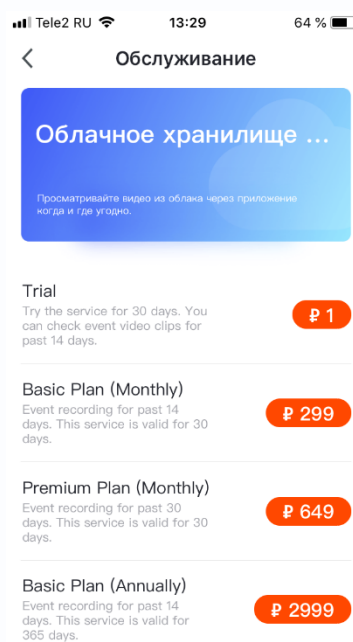 Tele2 RU 13:29 64 %
Обслуживание
Облачное хранилище ...
Просматривайте видео из облака через приложение
когда и где угодно.
Trial
Try the service for 30 days. You
can check event video clips for
past 14 days.
₽ 1
Basic Plan (Monthly)
Event recording for past 14
days. This service is valid for 30
days.
₽ 299
Premium Plan (Monthly)
Event recording for past 30
days. This service is valid for 30
days.
₽ 649
Basic Plan (Annually)
Event recording for past 14
days. This service is valid for
365 days.
₽ 2999